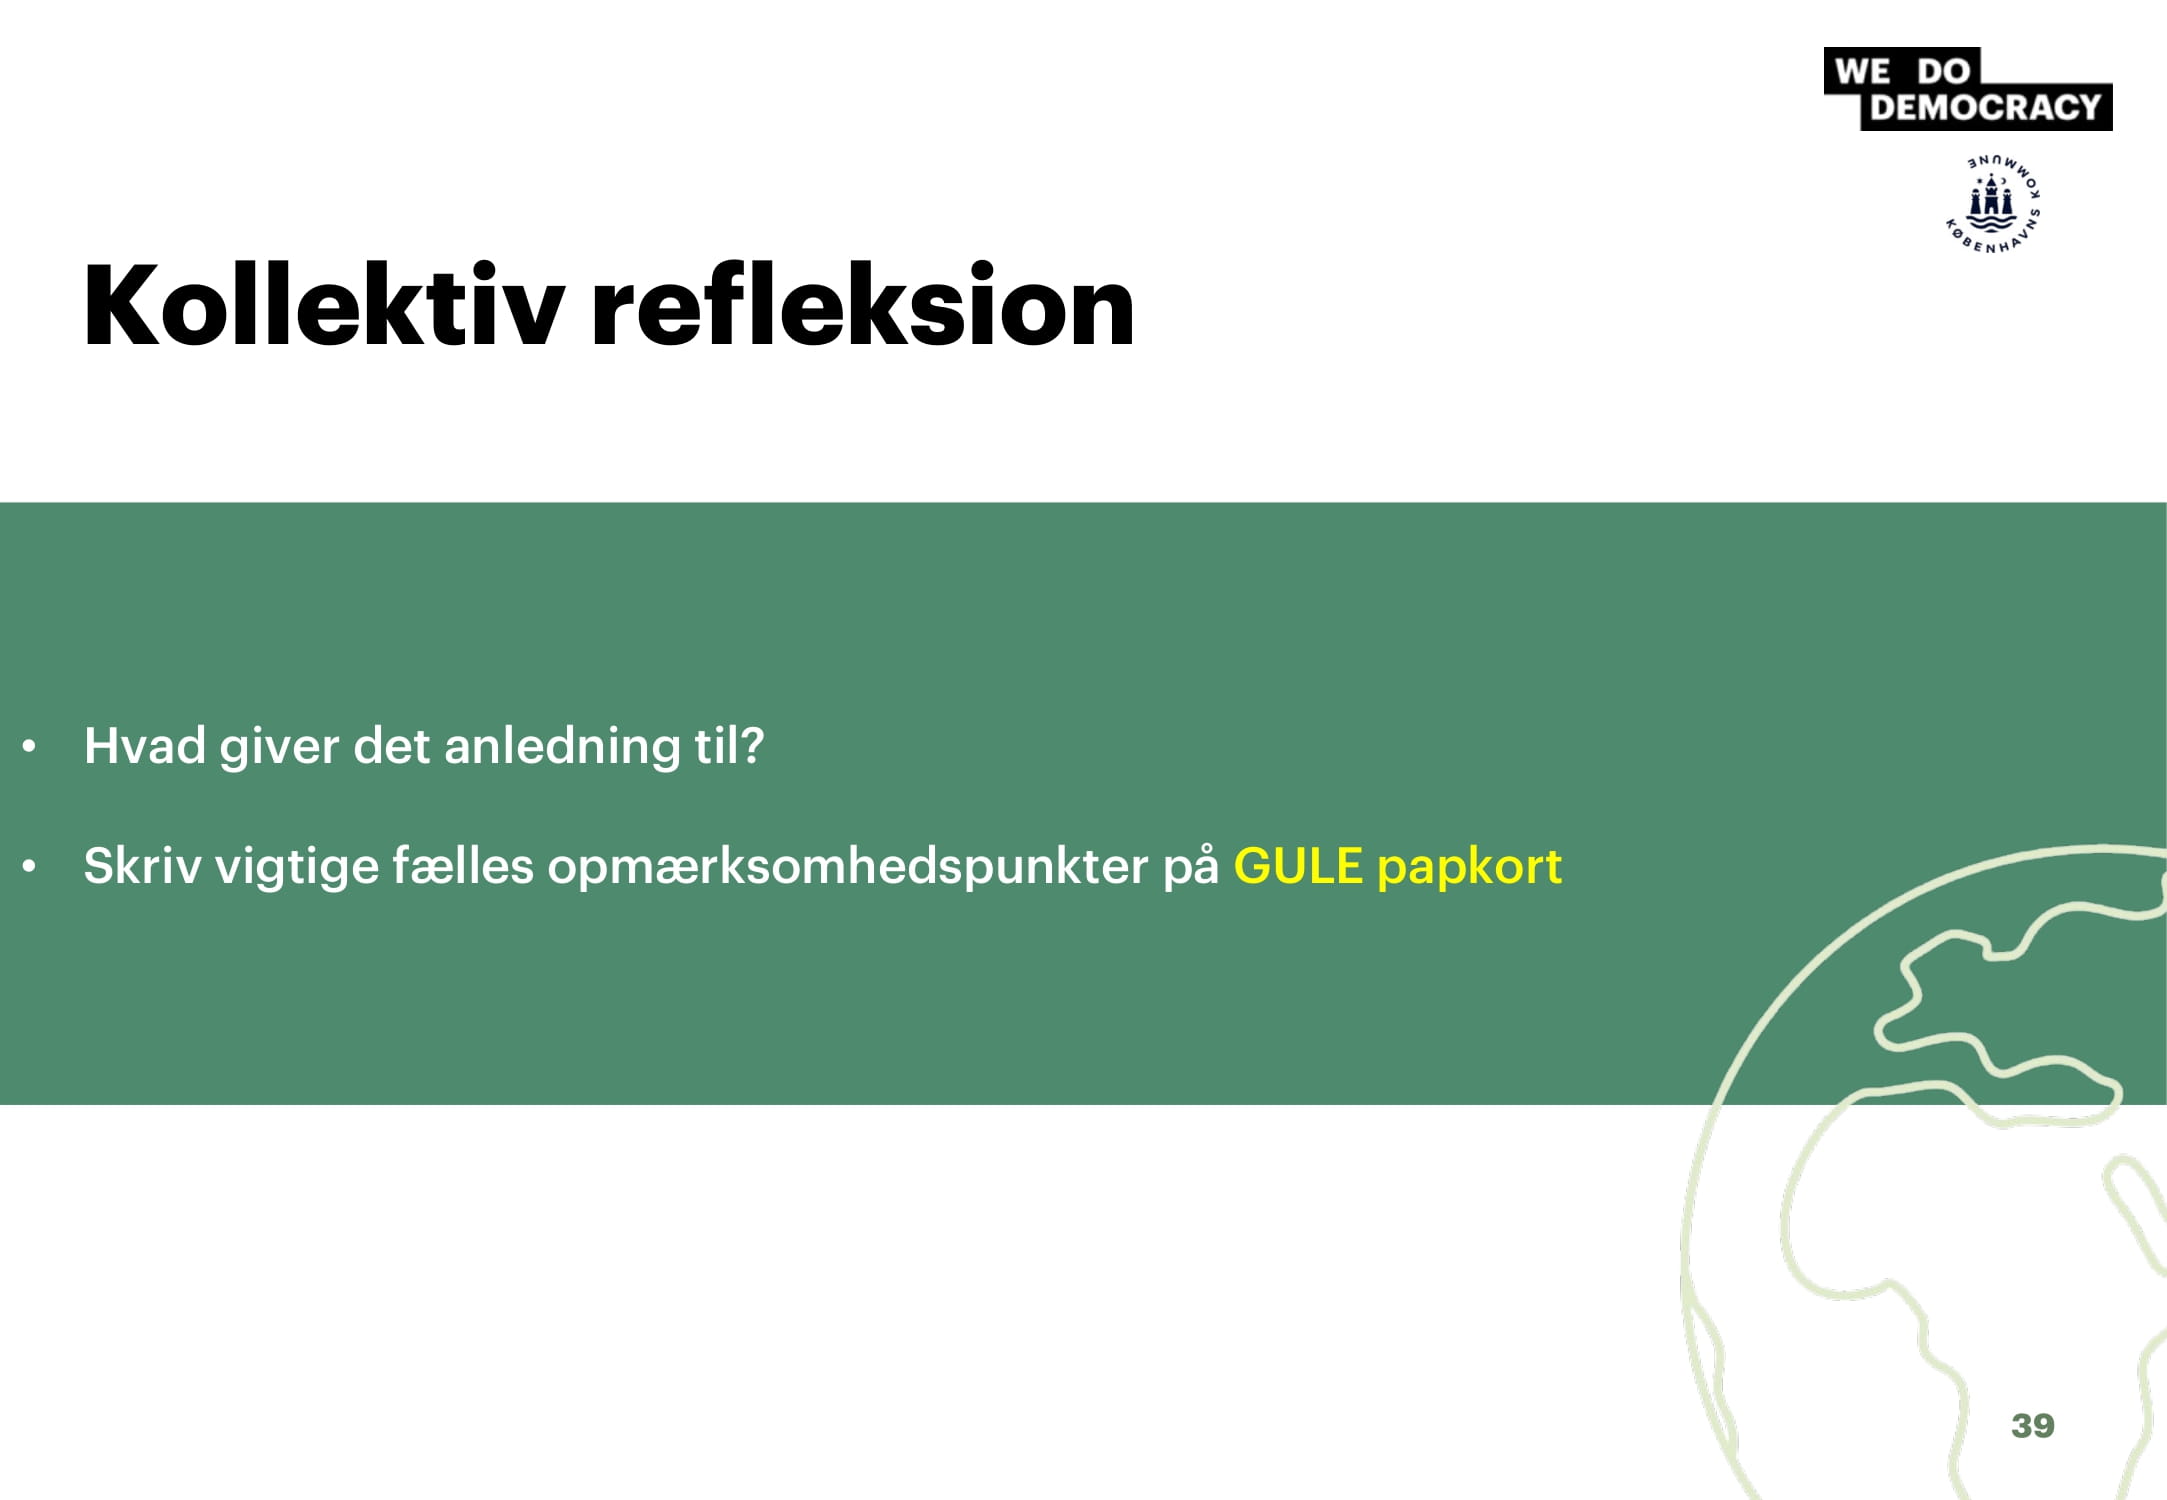 WE DO
DEMOCRACY
KØBENHAVNS KOMMUNE
Kollektiv refleksion
• Hvad giver det anledning til?
• Skriv vigtige fælles opmærksomhedspunkter på GULE papkort
39